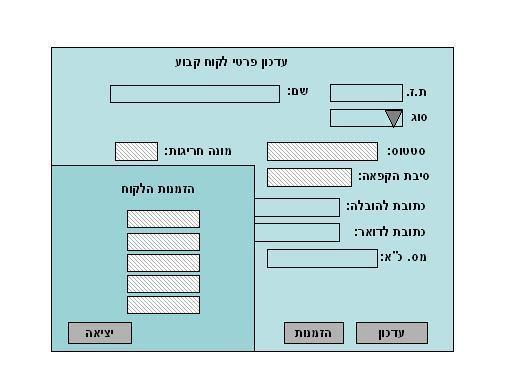 עדכון פרטי לקוח קבוע
ת.ז.
שם:
סוג
סטטוס:
מונה חריגות:
סיבת הקפאה:
כתובת להובלה:
כתובת לדואר:
מס. כ"א:
הזמנות הלקוח
עדכון
הזמנות
יציאה